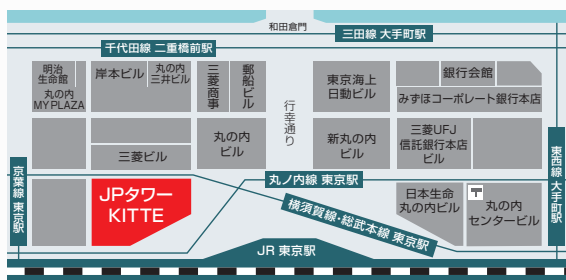 和田倉門
三田線 大手町駅
千代田線 二重橋前駅
明治
生命館
丸の内
MY PLAZA
岸本ビル
丸の内
三井ビル
三菱
商事
郵船
ビル
行幸通り
東京海上
日動ビル
銀行会館
みずほコーポレート銀行本店
三菱ビル
丸の内
ビル
新丸の内
ビル
三菱UFJ
信託銀行本店
ビル
京葉線 東京駅
東西線 大手町駅
丸ノ内線 東京駅
JPタワー
KITTE
横須賀線・総武本線 東京駅
日本生命
丸の内ビル
丸の内
センタービル
JR 東京駅